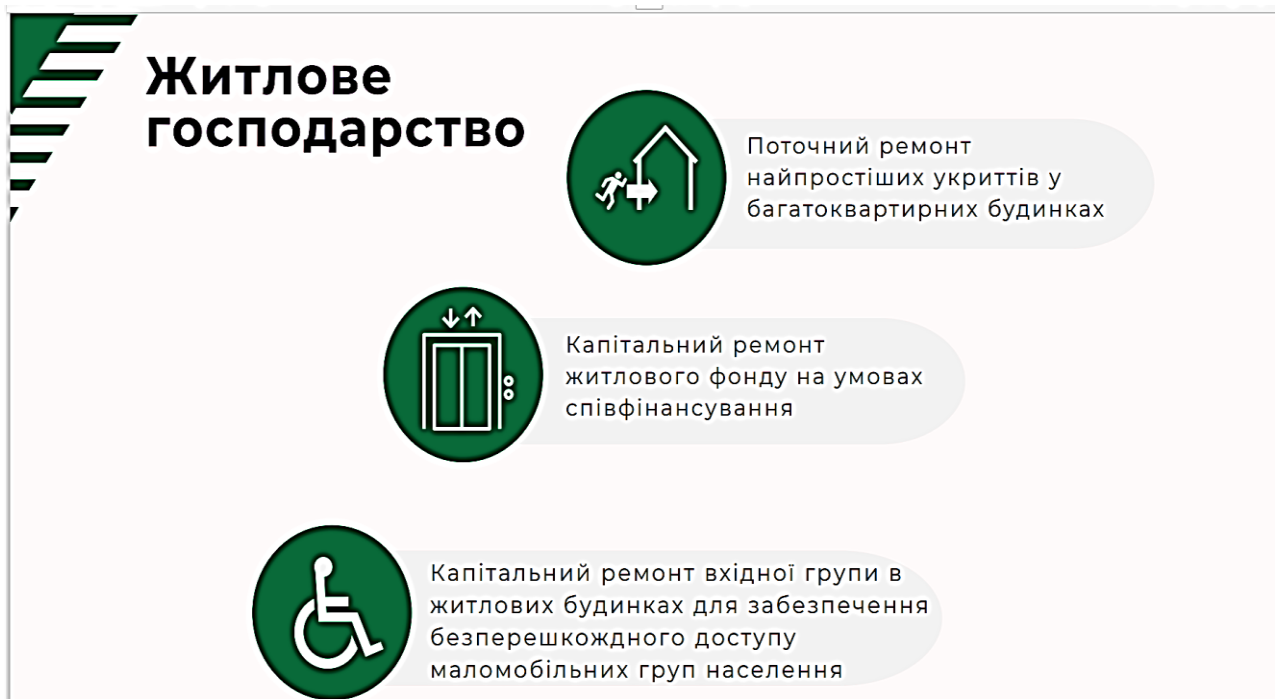 Житлове
господарство
Поточний ремонт
найпростіших укриттів у
багатоквартирних будинках
Капітальний ремонт
житлового фонду на умовах
співфінансування
Капітальний ремонт вхідної групи в
житлових будинках для забезпечення
безперешкождного доступу
маломобільних груп населення